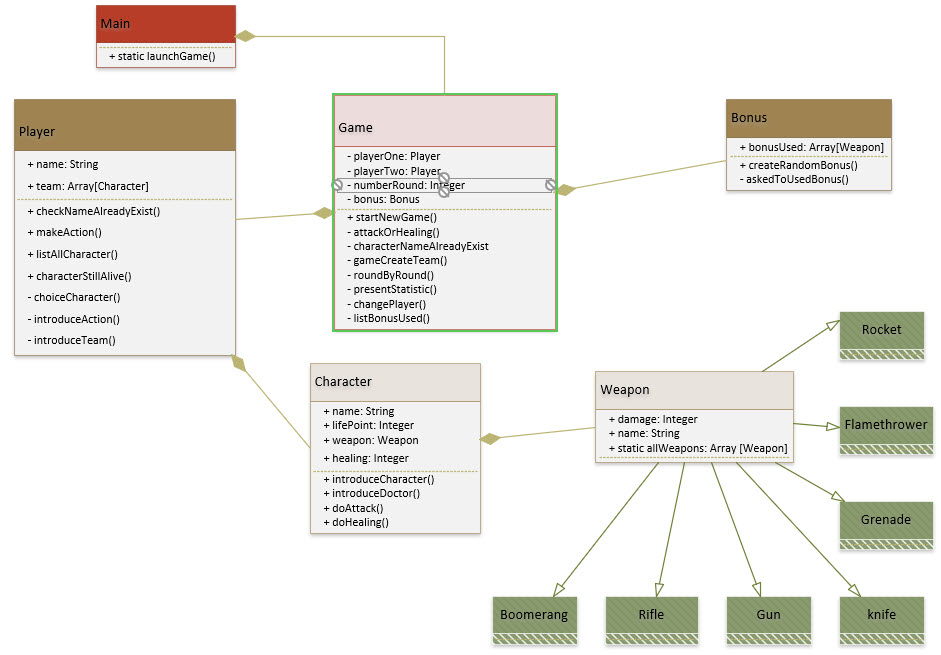 Main
+ static launchGame()
Player
+ name: String
+ team: Array[Character]
+ checkNameAlreadyExist()
+ makeAction()
+ listAllCharacter()
+ characterStillAlive()
- choiceCharacter()
- introduceAction()
- introduceTeam()
Game
- playerOne: Player
- playerTwo: Player
- numberRound: Integer
- bonus: Bonus
+ startNewGame()
- attackOrHealing()
- characterNameAlreadyExist
- gameCreateTeam()
- roundByRound()
- presentStatistic()
- changePlayer()
- listBonusUsed()
Bonus
+ bonusUsed: Array[Weapon]
+ createRandomBonus()
- askedToUsedBonus()
Character
+ name: String
+ lifePoint: Integer
+ weapon: Weapon
+ healing: Integer
+ introduceCharacter()
+ introduceDoctor()
+ doAttack()
+ doHealing()
Weapon
+ damage: Integer
+ name: String
+ static allWeapons: Array [Weapon]
Rocket
Flamethrower
Grenade
Boomerang
Rifle
Gun
knife